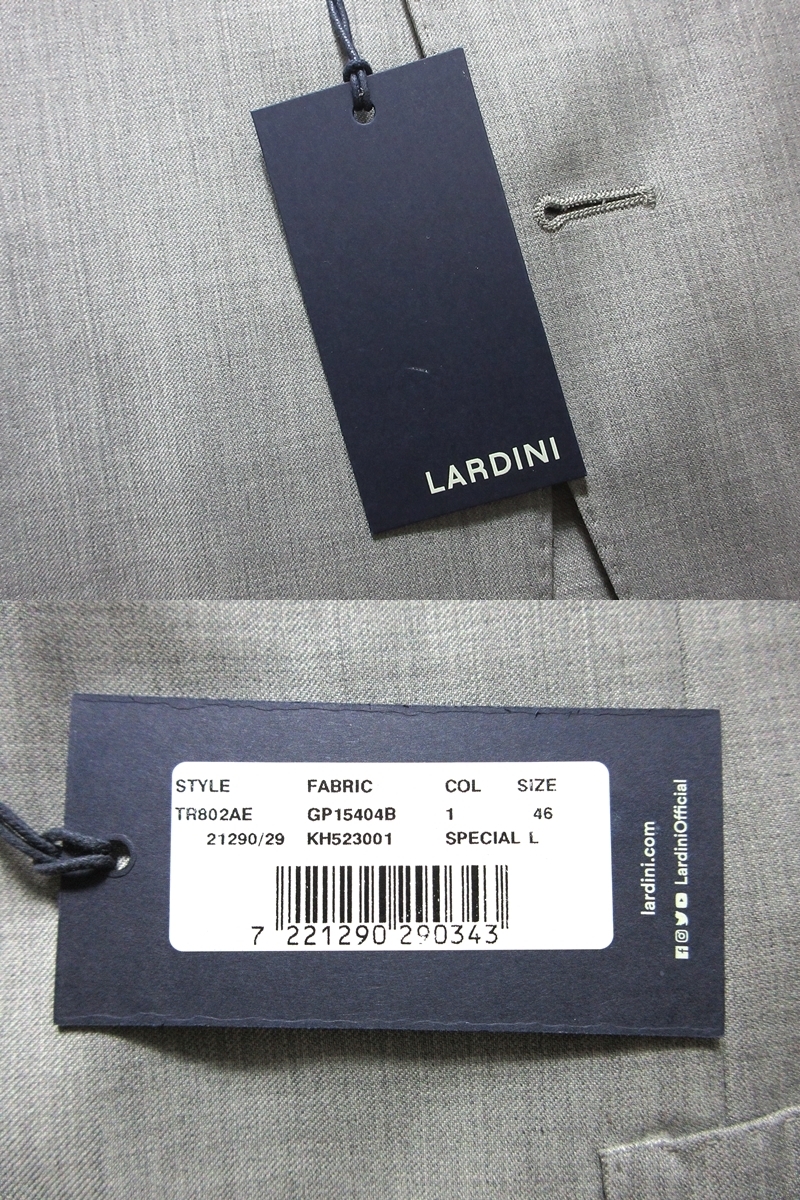 LARDINI
STYLE FABRIC COL SIZE
TR802AE GP15404B 1 46
21290/29 KH523001 SPECIAL L
7 221290 290343
lardini.com
LardiniOfficial